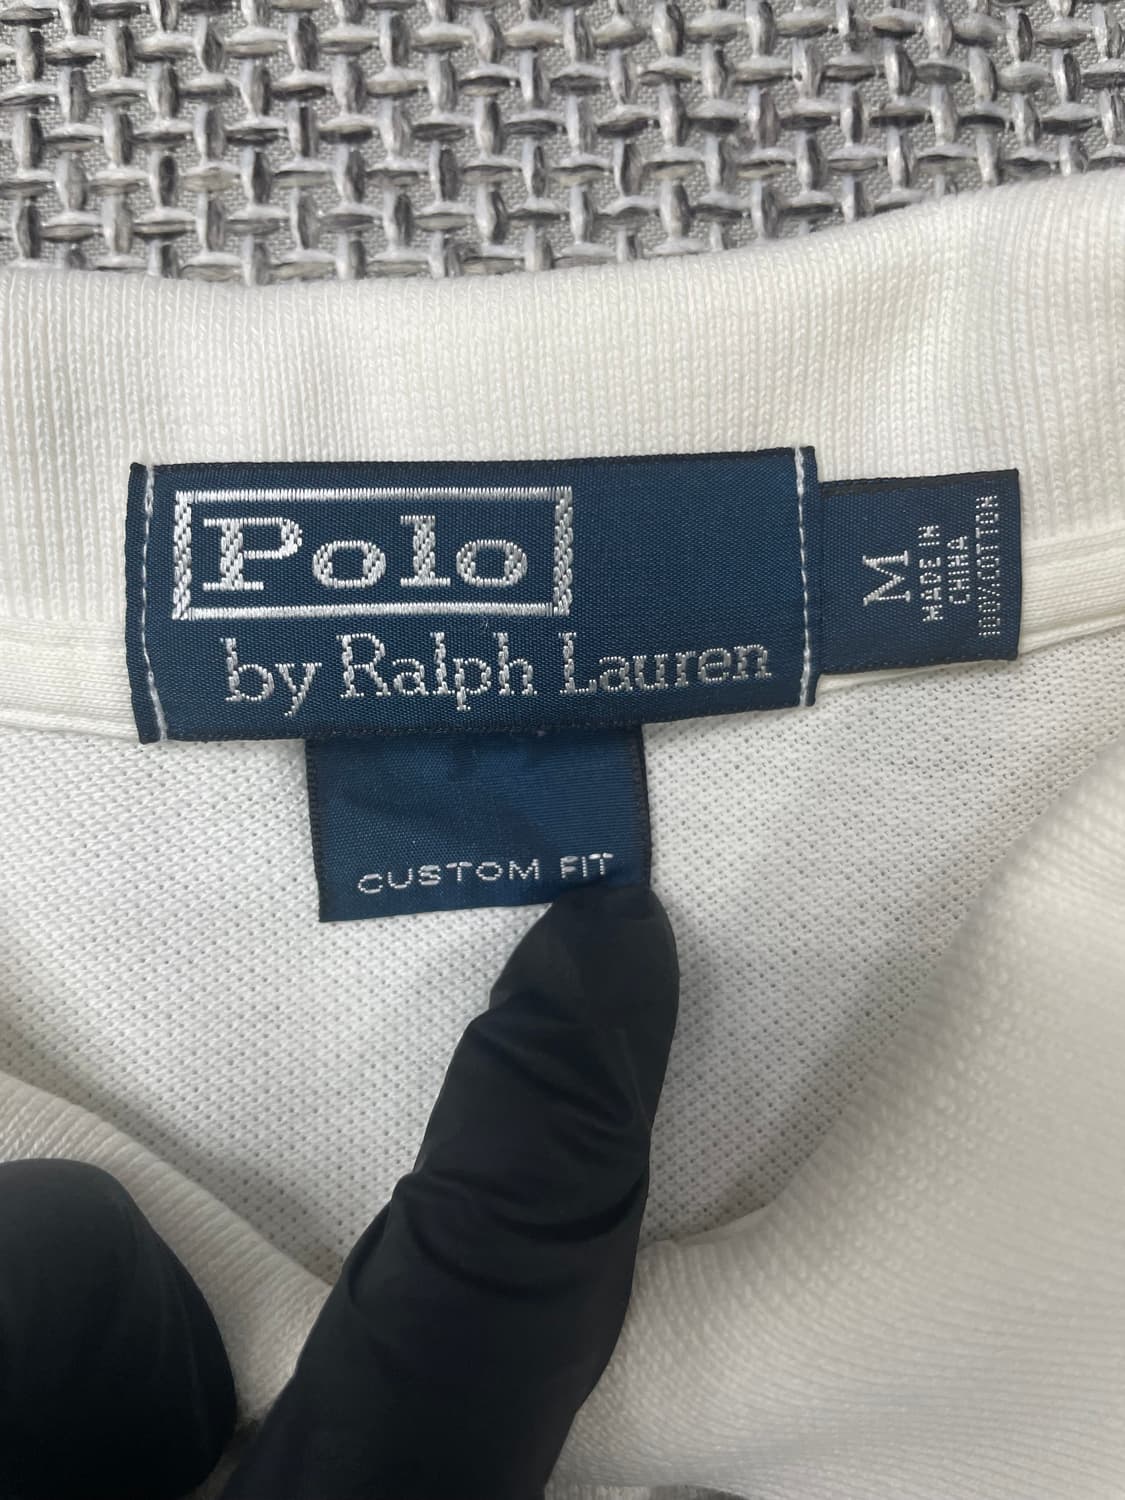 Polo
by Ralph Lauren
M
MADE IN
CHINA
100% COTTON
CUSTOM FIT